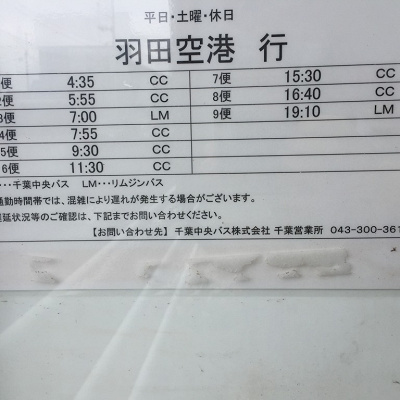 平日・土曜・休日
羽田空港 行
便 4:35 CC 7便 15:30 CC
2便 5:55 CC 8便 16:40 CC
3便 7:00 LM 9便 19:10 LM
4便 7:55 CC
5便 9:30 CC
6便 11:30 CC
・・・千葉中央バス LM・・・リムジンバス
通勤時間帯では、混雑により遅れが発生する場合がございます。
遅延状況等のご確認は、下記までお問い合わせください。
【お問い合わせ先】 千葉中央バス株式会社 千葉営業所 043-300-361